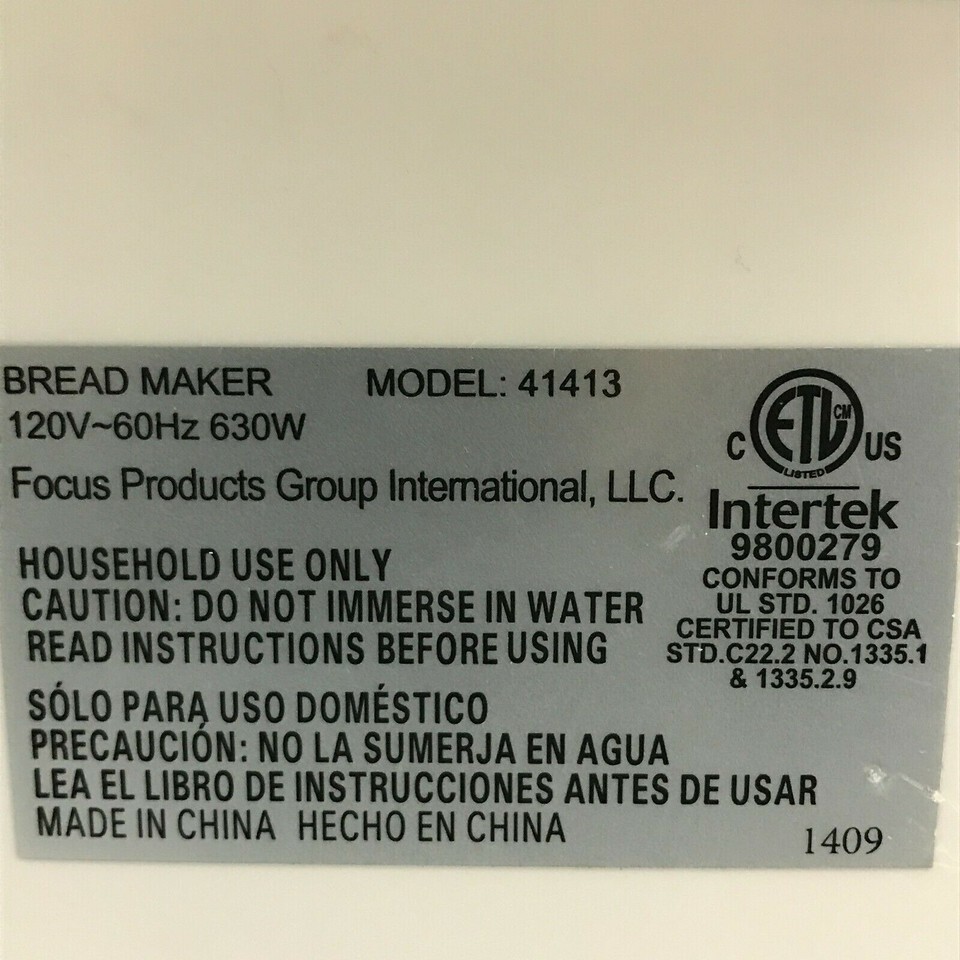 BREAD MAKER MODEL: 41413
120V~60Hz 630W
Focus Products Group International, LLC.
HOUSEHOLD USE ONLY
CAUTION: DO NOT IMMERSE IN WATER
READ INSTRUCTIONS BEFORE USING
SÓLO PARA USO DOMÉSTICO
PRECAUCIÓN: NO LA SUMERJA EN AGUA
LEA EL LIBRO DE INSTRUCCIONES ANTES DE USAR
MADE IN CHINA HECHO EN CHINA
C ETL CM US
LISTED
Intertek
9800279
CONFORMS TO
UL STD. 1026
CERTIFIED TO CSA
STD.C22.2 NO.1335.1
& 1335.2.9
1409